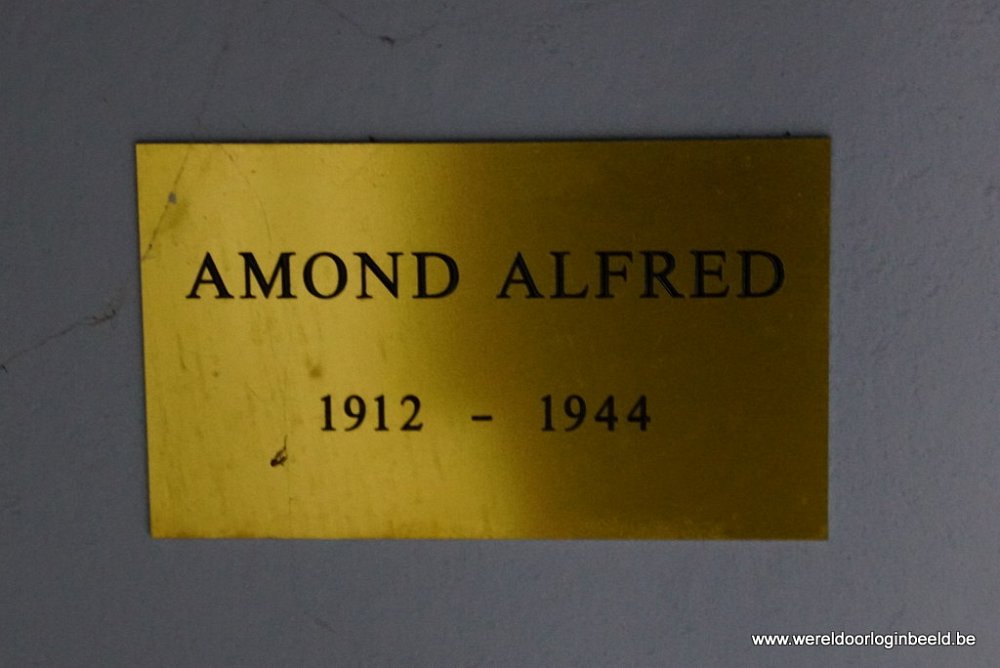 AMOND ALFRED
1912 - 1944
www.wereldoorloginbeeld.be